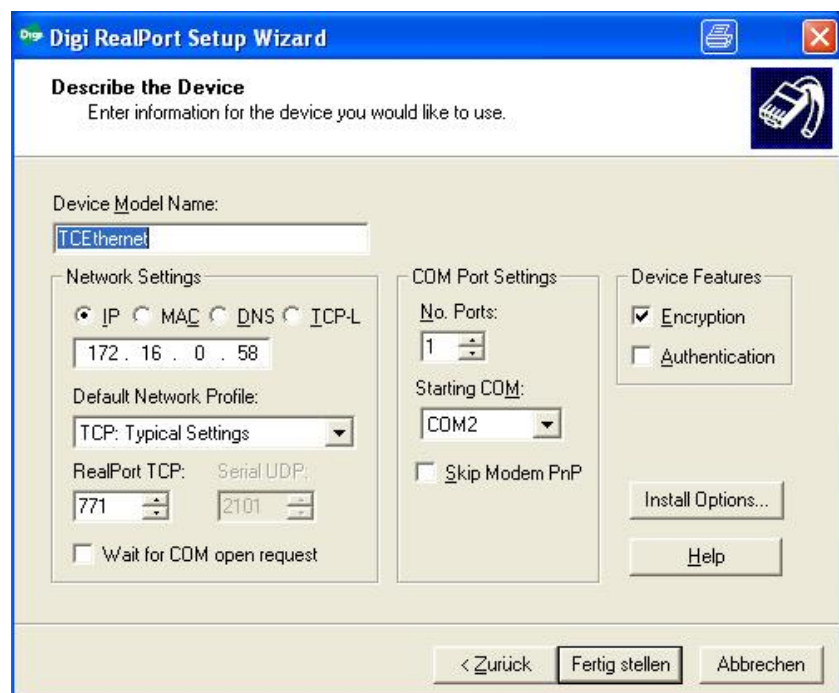 Digi Digi RealPort Setup Wizard
Describe the Device
Enter information for the device you would like to use.
Device Model Name:
TCEthernet
Network Settings
IP MAC DNS TCP-L
172 . 16 . 0 . 58
Default Network Profile:
TCP: Typical Settings
RealPort TCP: Serial UDP:
771 2101
Wait for COM open request
COM Port Settings
No. Ports:
1
Starting COM:
COM2
Skip Modem PnP
Device Features
Encryption
Authentication
Install Options...
Help
< Zurück Fertig stellen Abbrechen